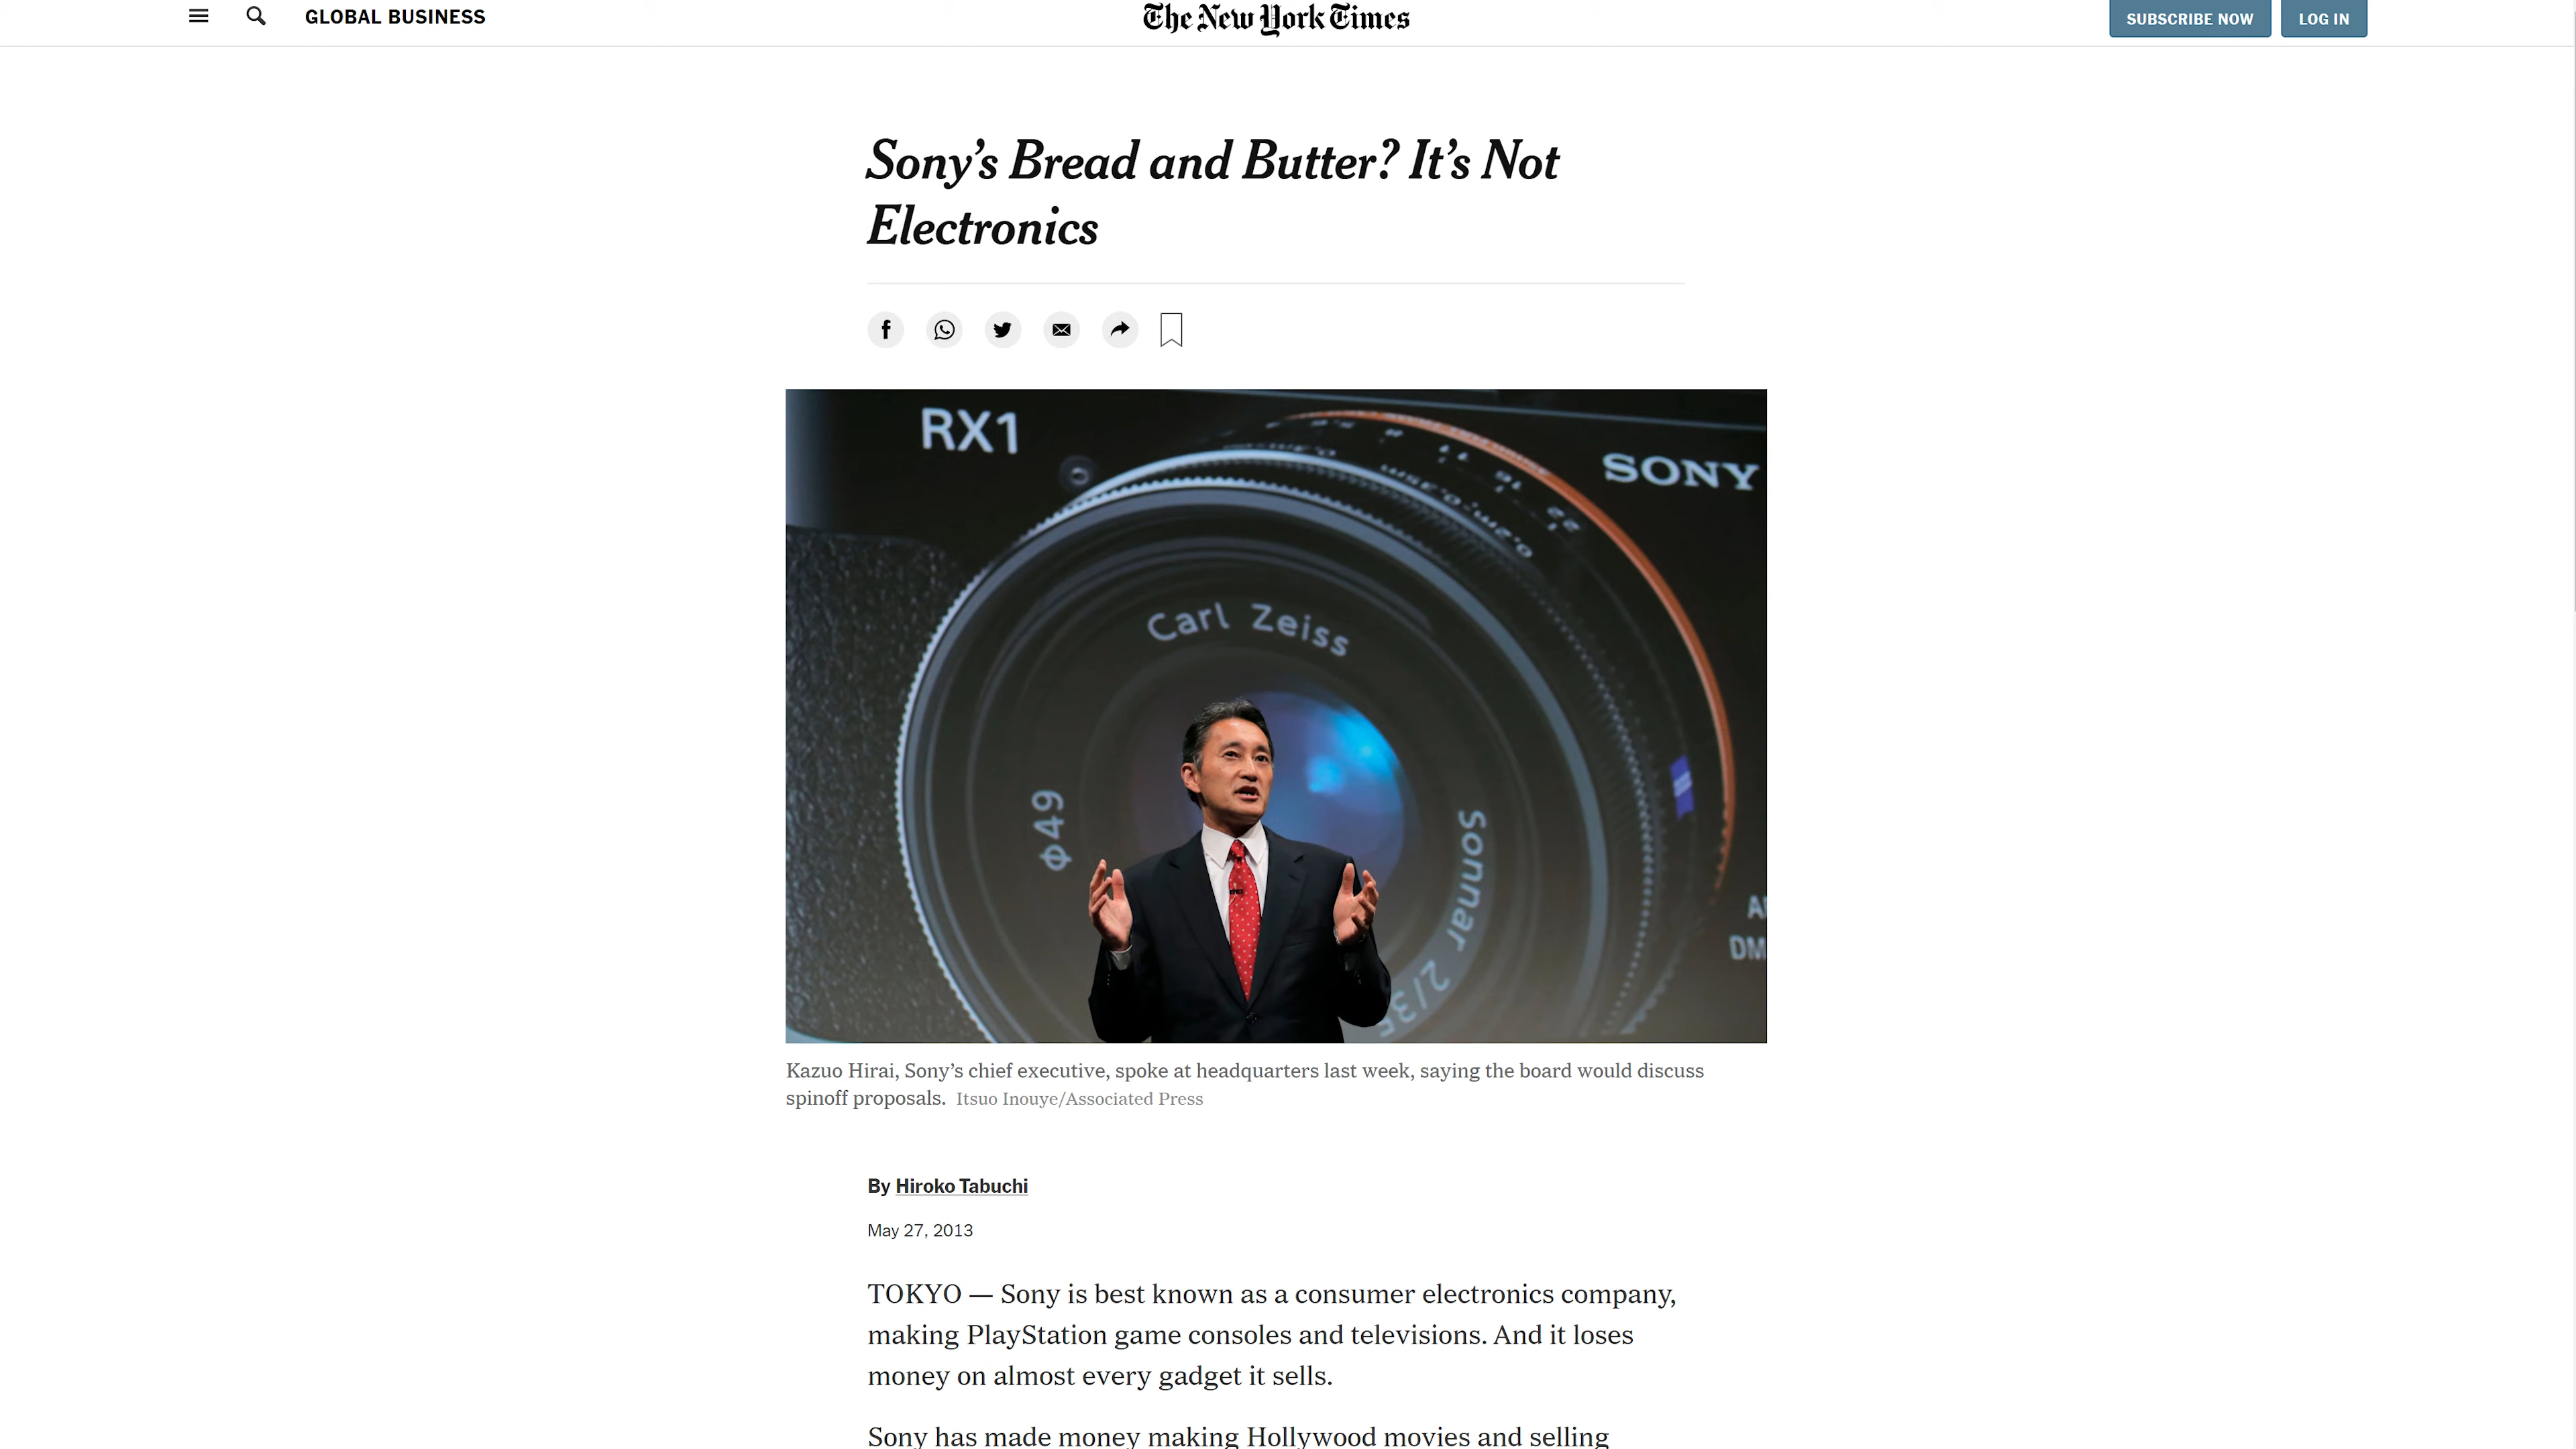 GLOBAL BUSINESS
The New York Times
SUBSCRIBE NOW
LOG IN
Sony’s Bread and Butter? It’s Not
Electronics
RX1
SONY
Carl Zeiss
ϕ49
Sonnar 2/35
DM
Kazuo Hirai, Sony’s chief executive, spoke at headquarters last week, saying the board would discuss
spinoff proposals. Itsuo Inouye/Associated Press
By Hiroko Tabuchi
May 27, 2013
TOKYO — Sony is best known as a consumer electronics company,
making PlayStation game consoles and televisions. And it loses
money on almost every gadget it sells.
Sony has made money making Hollywood movies and selling